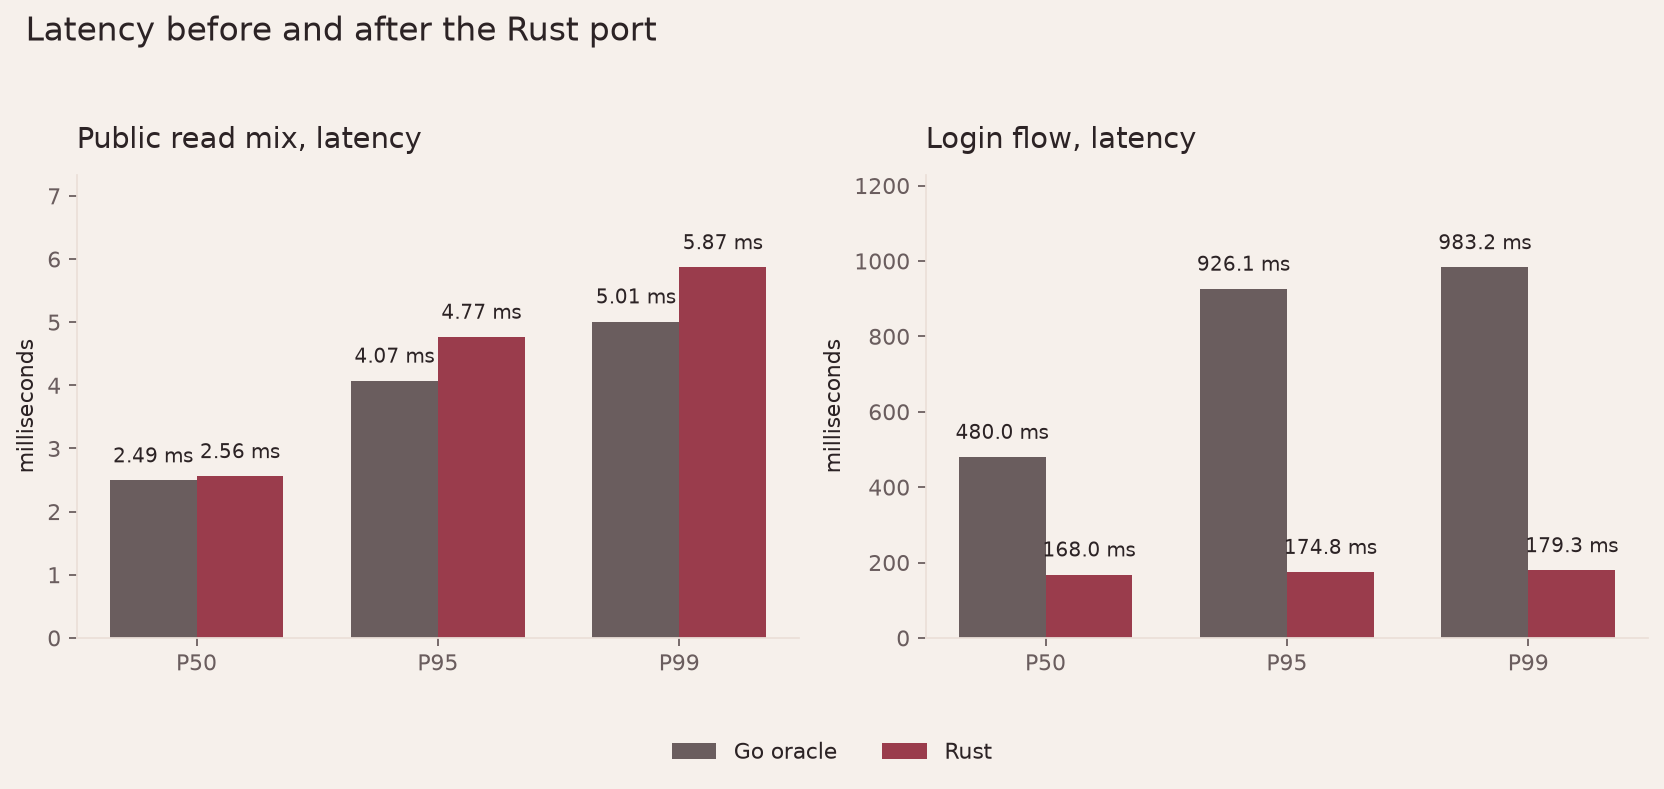 Latency before and after the Rust port
Public read mix, latency
milliseconds
7
6
5
4
3
2
1
0
2.49 ms
2.56 ms
4.07 ms
4.77 ms
5.01 ms
5.87 ms
P50
P95
P99
Login flow, latency
milliseconds
1200
1000
800
600
400
200
0
480.0 ms
168.0 ms
926.1 ms
174.8 ms
983.2 ms
179.3 ms
P50
P95
P99
Go oracle
Rust